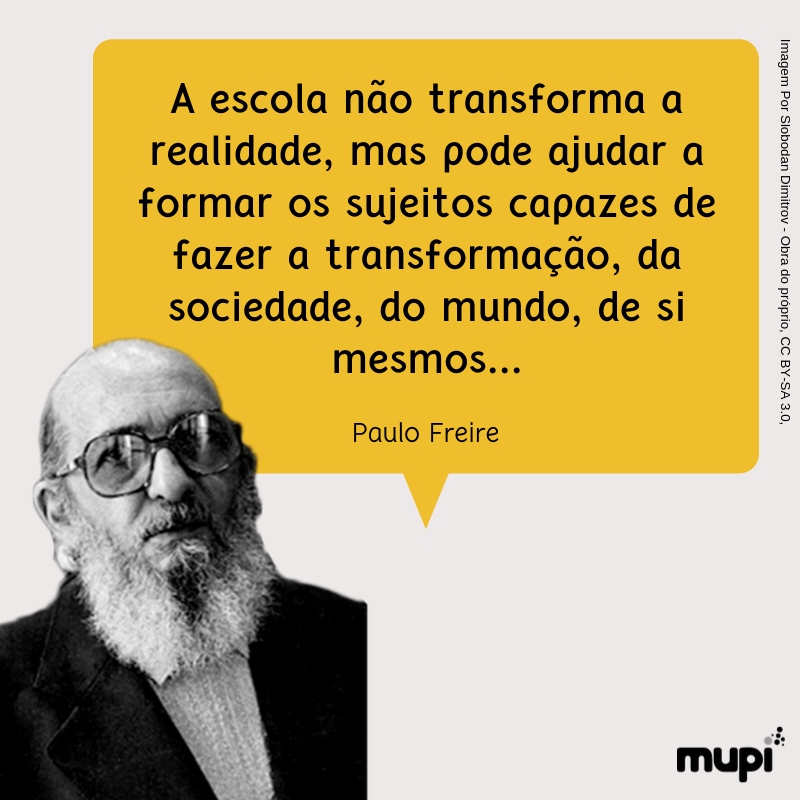 A escola não transforma a
realidade, mas pode ajudar a
formar os sujeitos capazes de
fazer a transformação, da
sociedade, do mundo, de si
mesmos...
Paulo Freire
Imagem Por Slobodan Dimitrov - Obra do próprio, CC BY-SA 3.0,
mupi